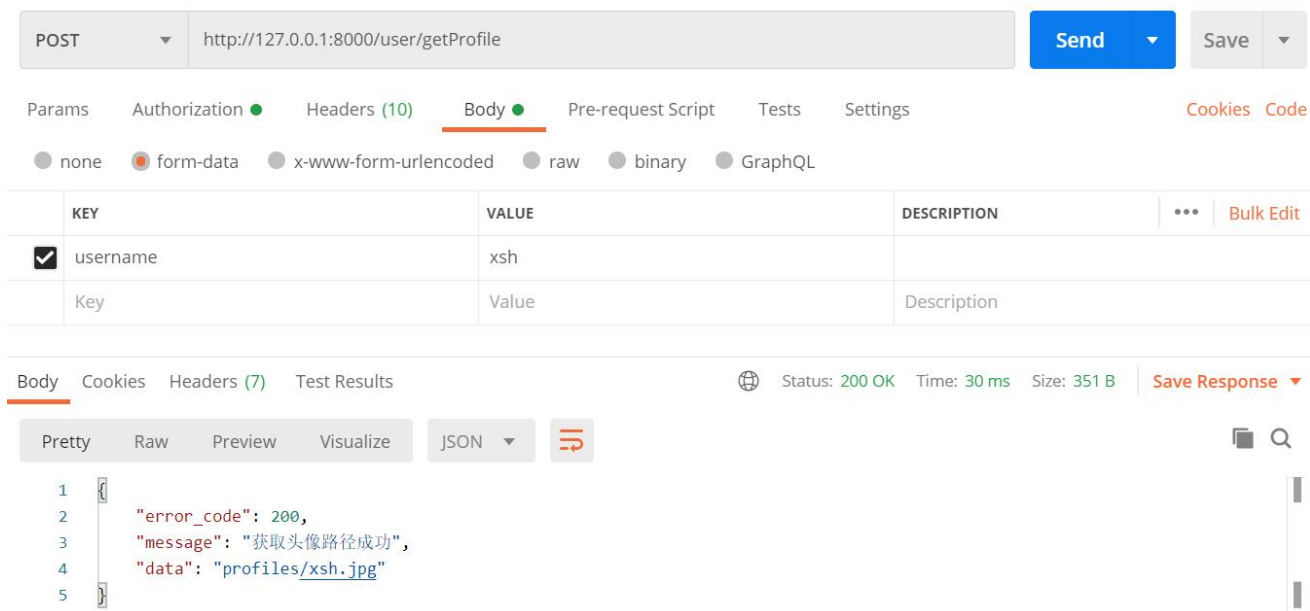 POST http://127.0.0.1:8000/user/getProfile Send Save
Params Authorization Headers (10) Body Pre-request Script Tests Settings Cookies Code
none form-data x-www-form-urlencoded raw binary GraphQL
KEY VALUE DESCRIPTION ••• Bulk Edit
username xsh
Key Value Description
Body Cookies Headers (7) Test Results Status: 200 OK Time: 30 ms Size: 351 B Save Response
Pretty Raw Preview Visualize JSON
1 {
2 "error_code": 200,
3 "message": "获取头像路径成功",
4 "data": "profiles/xsh.jpg"
5 }